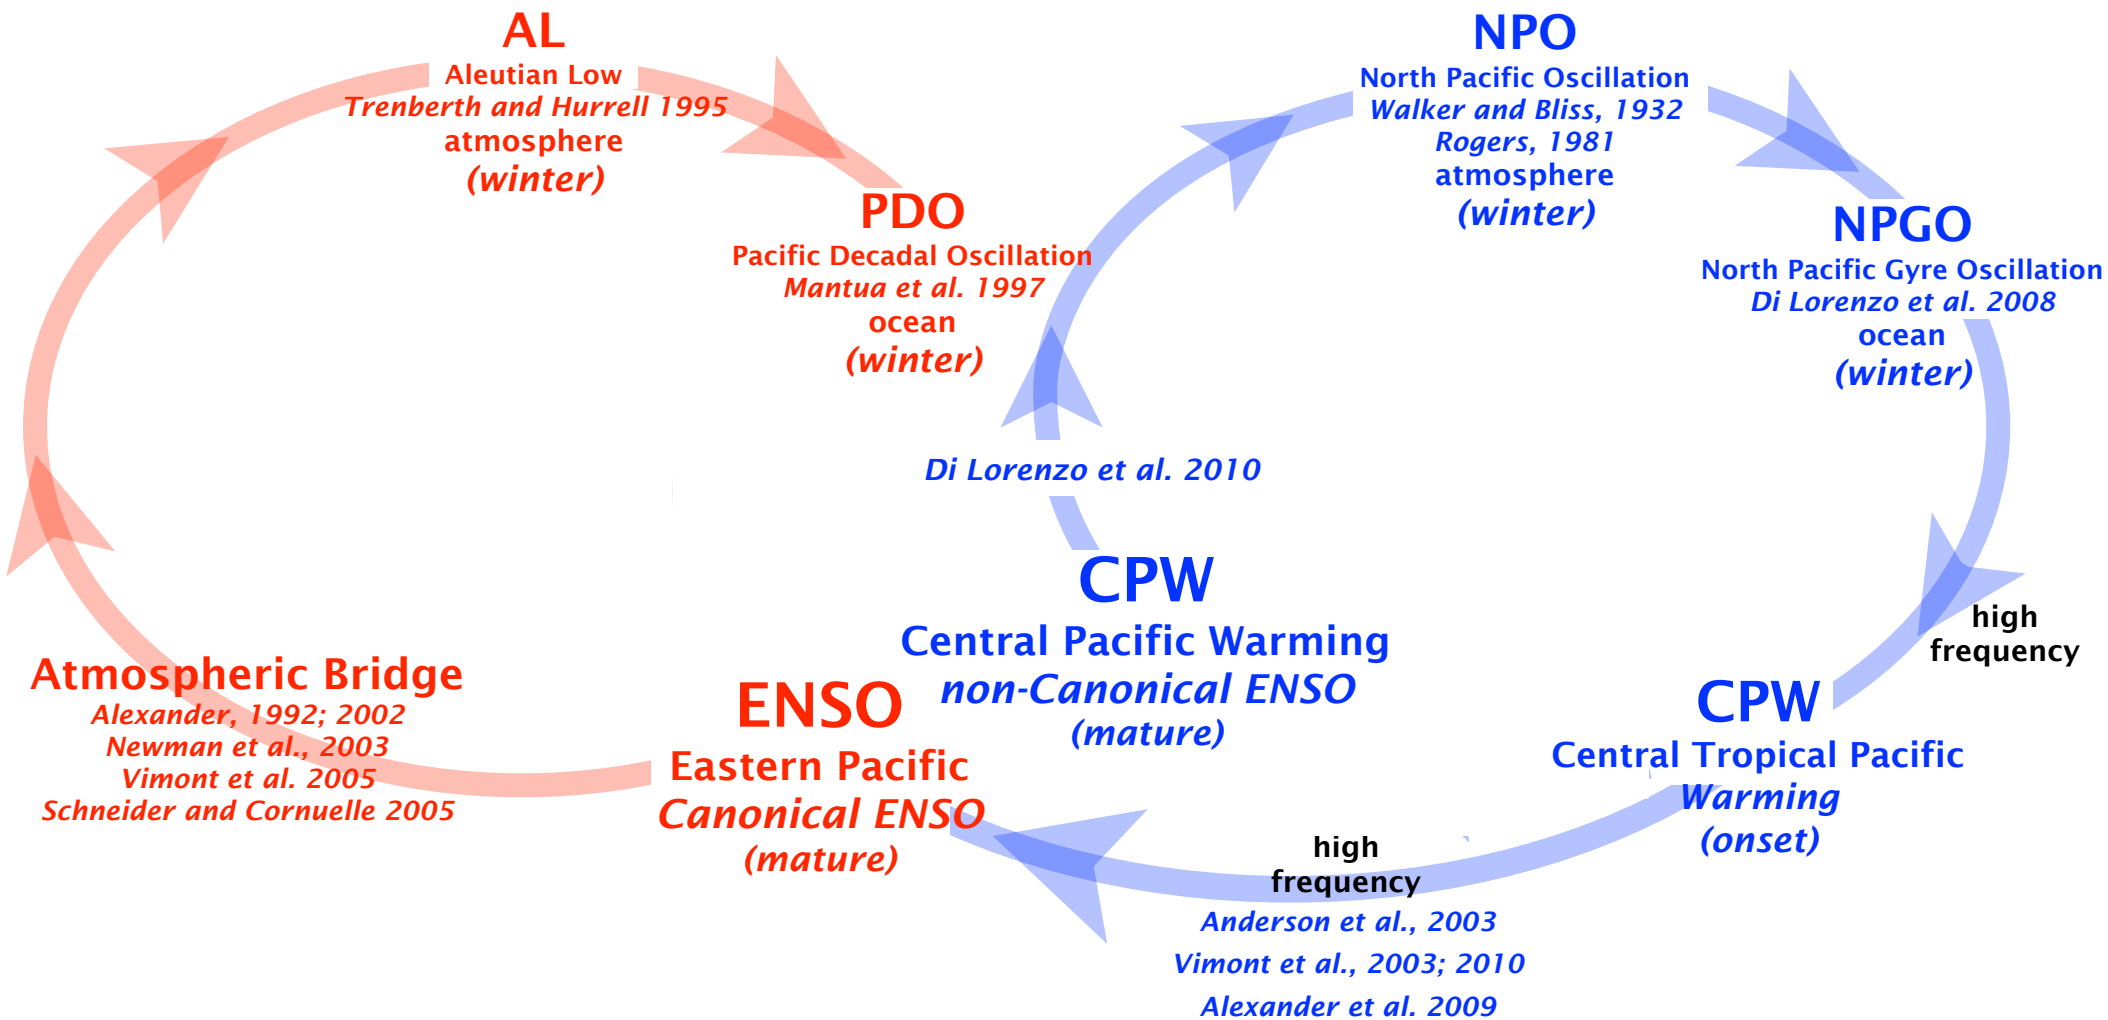 AL
Aleutian Low
Trenberth and Hurrell 1995
atmosphere
(winter)
PDO
Pacific Decadal Oscillation
Mantua et al. 1997
ocean
(winter)
NPO
North Pacific Oscillation
Walker and Bliss, 1932
Rogers, 1981
atmosphere
(winter)
NPGO
North Pacific Gyre Oscillation
Di Lorenzo et al. 2008
ocean
(winter)
Di Lorenzo et al. 2010
CPW
Central Pacific Warming
non-Canonical ENSO
(mature)
high
frequency
CPW
Central Tropical Pacific
Warming
(onset)
high
frequency
Anderson et al., 2003
Vimont et al., 2003; 2010
Alexander et al. 2009
ENSO
Eastern Pacific
Canonical ENSO
(mature)
Atmospheric Bridge
Alexander, 1992; 2002
Newman et al., 2003
Vimont et al. 2005
Schneider and Cornuelle 2005